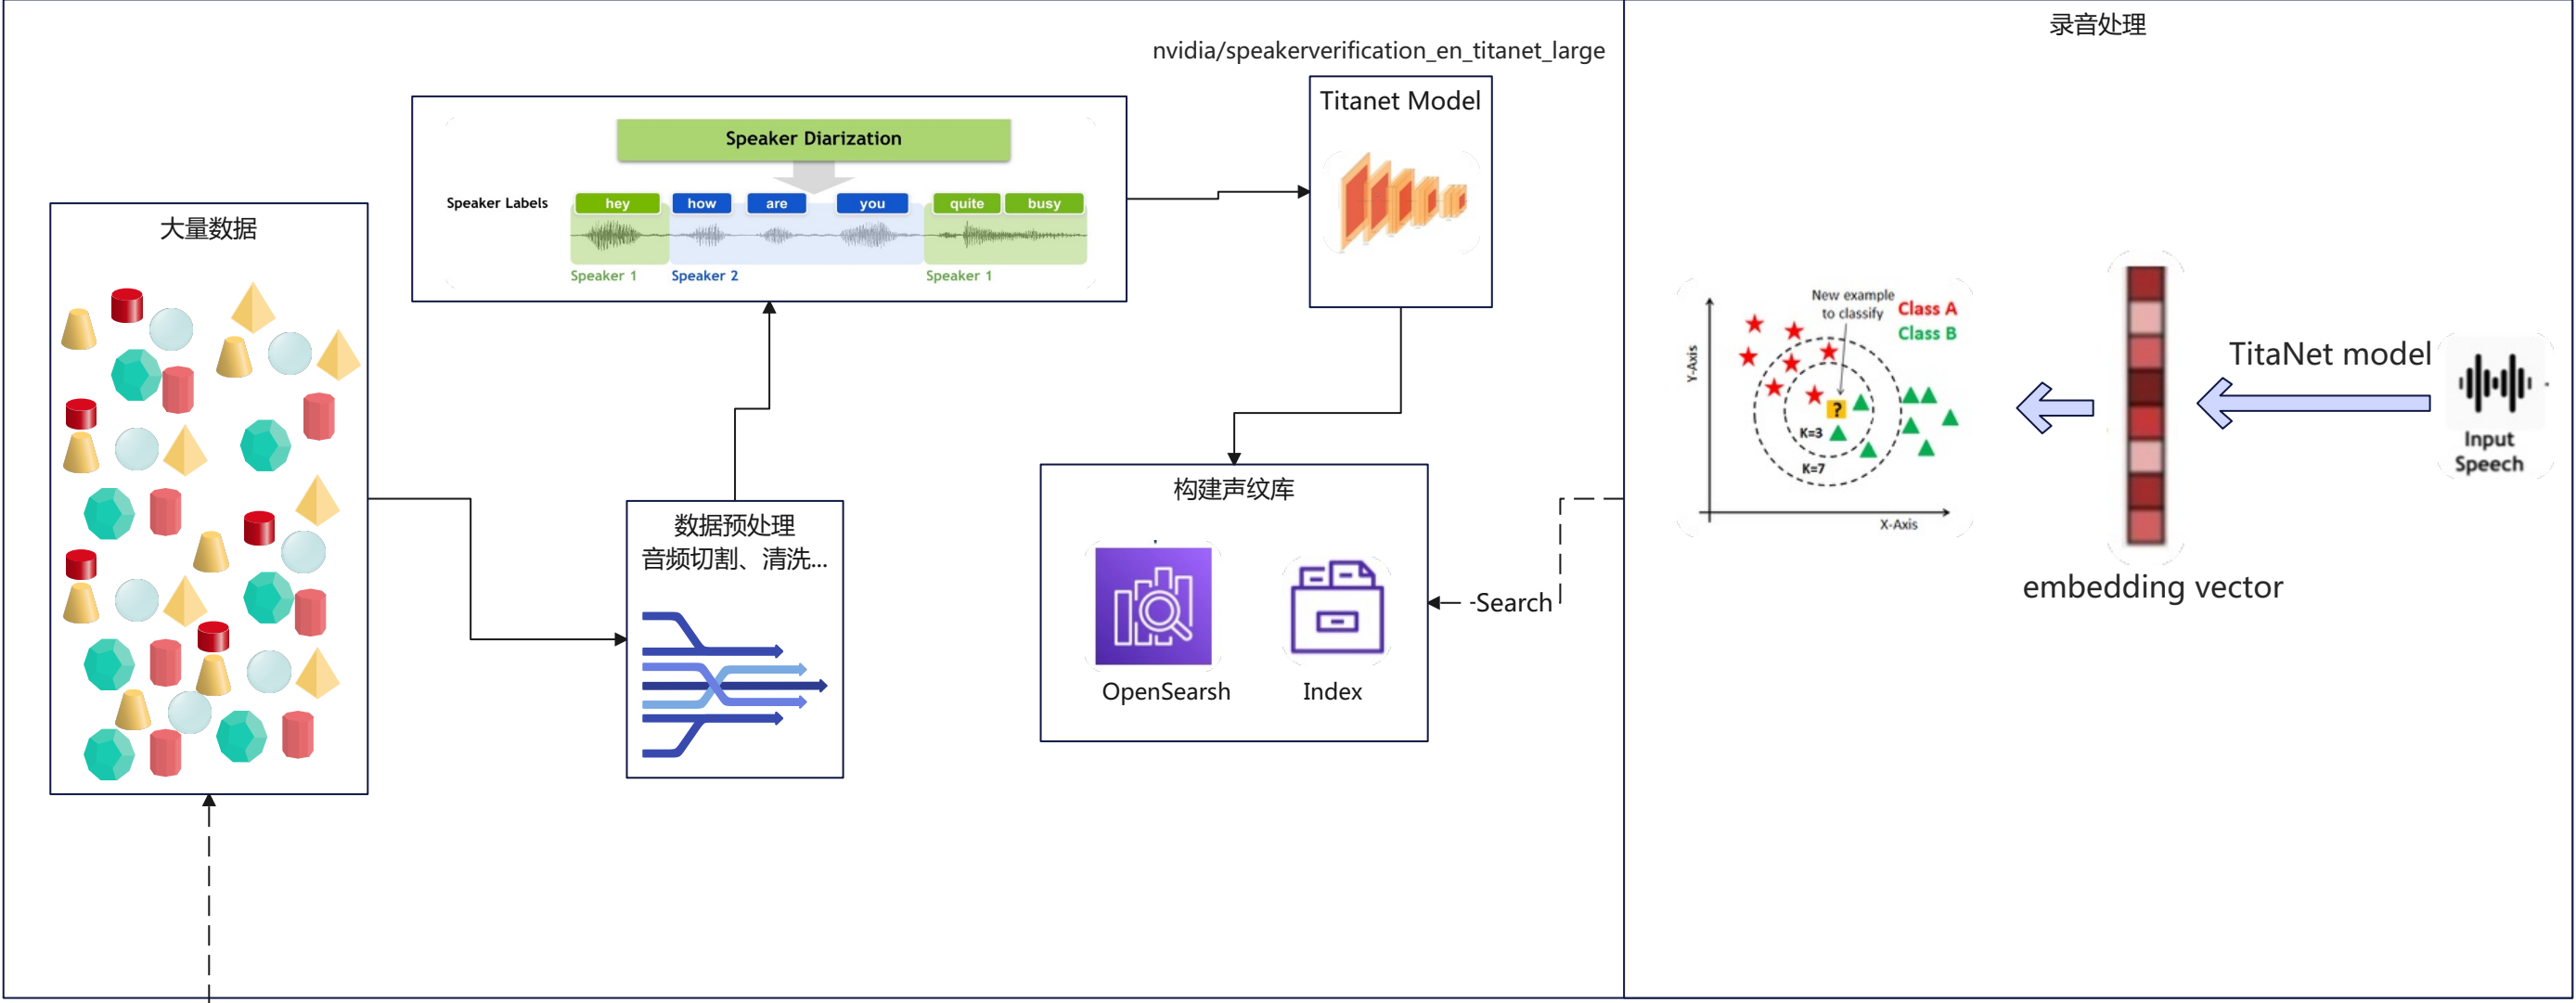 录音处理
nvidia/speakerverification_en_titanet_large
Titanet Model
Speaker Diarization
Speaker Labels
hey
how
are
you
quite
busy
Speaker 1
Speaker 2
Speaker 1
大量数据
数据预处理
音频切割、清洗...
构建声纹库
OpenSearsh
Index
-Search
New example
to classify
Class A
Class B
Y-Axis
?
K=3
K=7
X-Axis
embedding vector
TitaNet model
Input
Speech